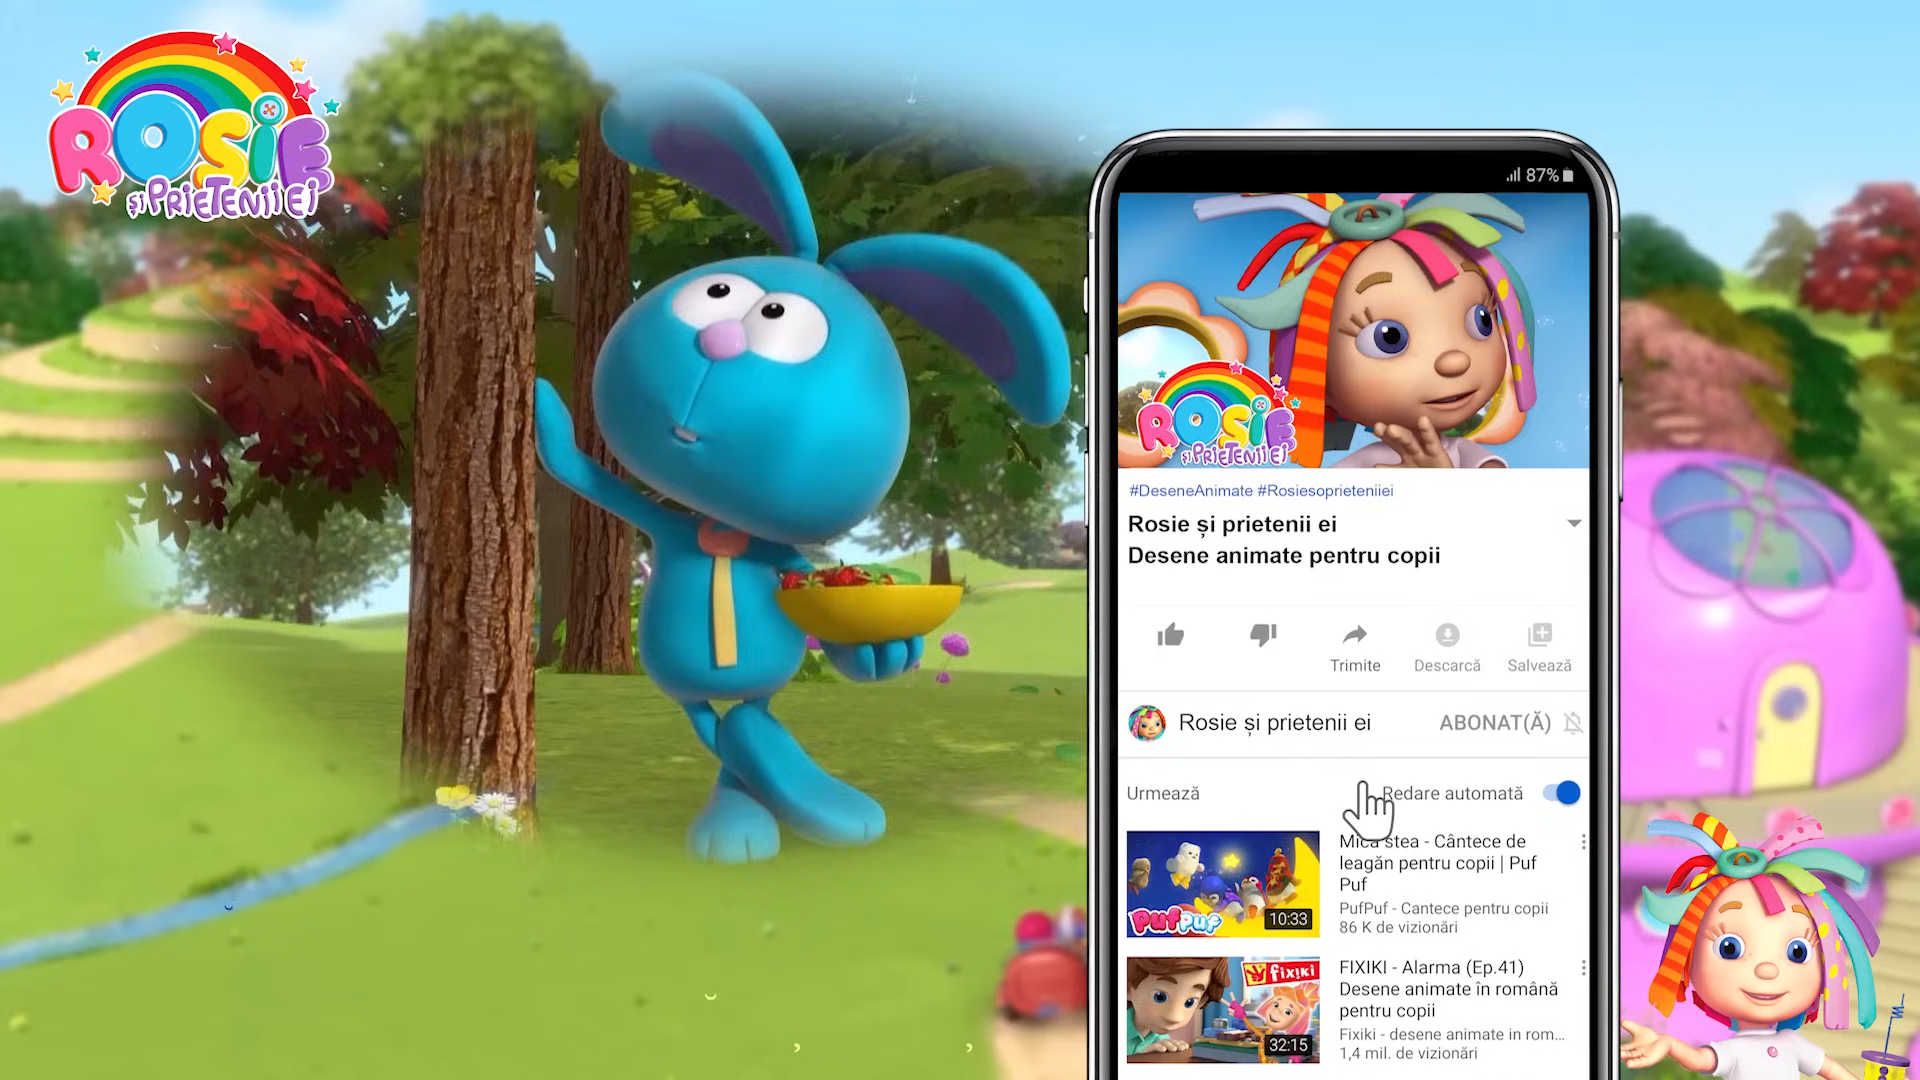 ROSIE
ȘI PRIETENII EI
87%
ROSIE
ȘI PRIETENII EI
#DeseneAnimate #Rosiesoprieteniiei
Rosie și prietenii ei
Desene animate pentru copii
Trimite
Descarcă
Salvează
Rosie și prietenii ei
ABONAT(Ă)
Urmează
Redare automată
PufPuf
10:33
Mica stea - Cântece de
leagăn pentru copii | Puf
Puf
PufPuf - Cantece pentru copii
86 K de vizionări
fixiki
32:15
FIXIKI - Alarma (Ep.41)
Desene animate în română
pentru copii
Fixiki - desene animate in rom...
1,4 mil. de vizionări